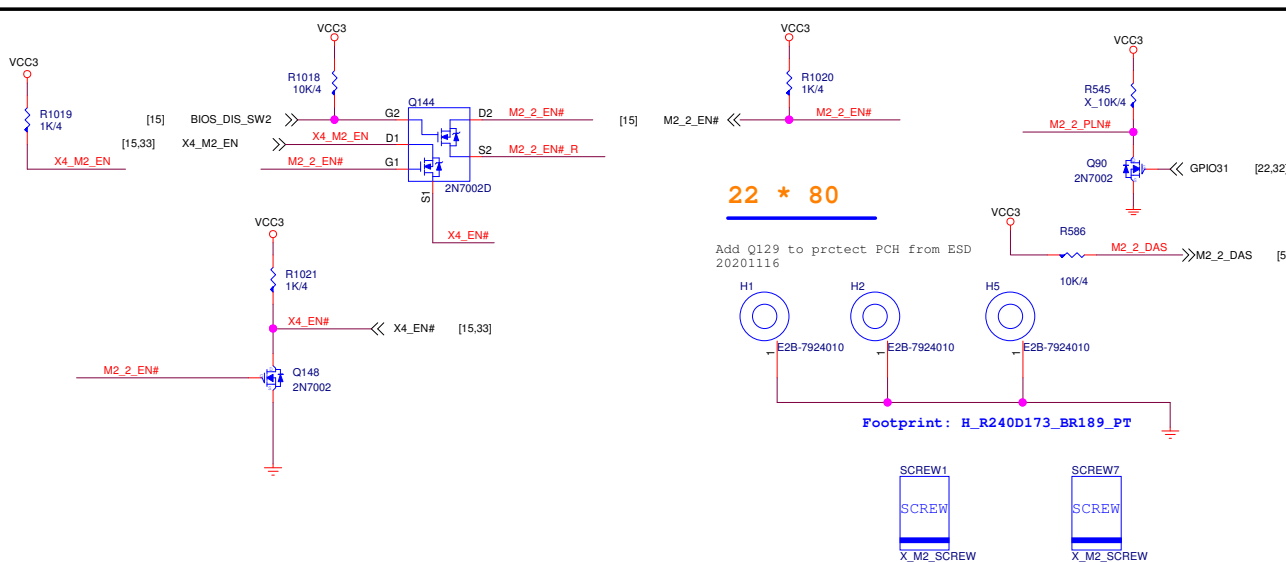 VCC3
R1019
1K/4
X4_M2_EN
VCC3
R1018
10K/4
Q144
[15] BIOS_DIS_SW2
G2
D2
M2_2_EN#
[15,33] X4_M2_EN
X4_M2_EN
D1
M2_2_EN#
G1
S2
M2_2_EN#_R
2N7002D
S1
X4_EN#
VCC3
R1021
1K/4
X4_EN#
X4_EN# [15,33]
M2_2_EN#
Q148
2N7002
VCC3
R1020
1K/4
[15] M2_2_EN#
M2_2_EN#
VCC3
R545
X_10K/4
M2_2_PLN#
Q90
2N7002
GPIO31 [22,32]
22 * 80
VCC3
R586
10K/4
M2_2_DAS
M2_2_DAS [5
Add Q129 to prctect PCH from ESD
20201116
H1
H2
H5
1
E2B-7924010
1
E2B-7924010
1
E2B-7924010
Footprint: H_R240D173_BR189_PT
SCREW1
SCREW
X_M2_SCREW
SCREW7
SCREW
X_M2_SCREW